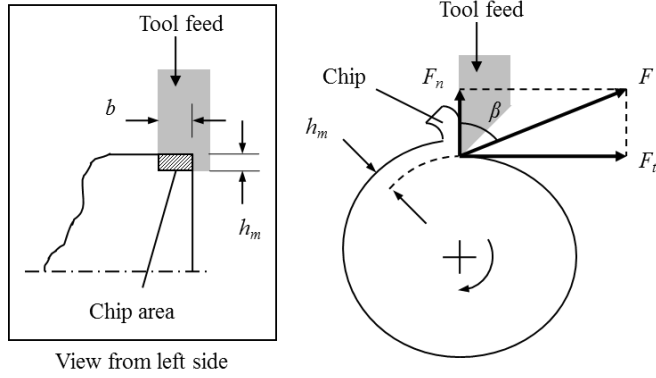 Tool feed
b
h_m
Chip area
View from left side
Tool feed
Chip
F_n
F
β
h_m
F_t